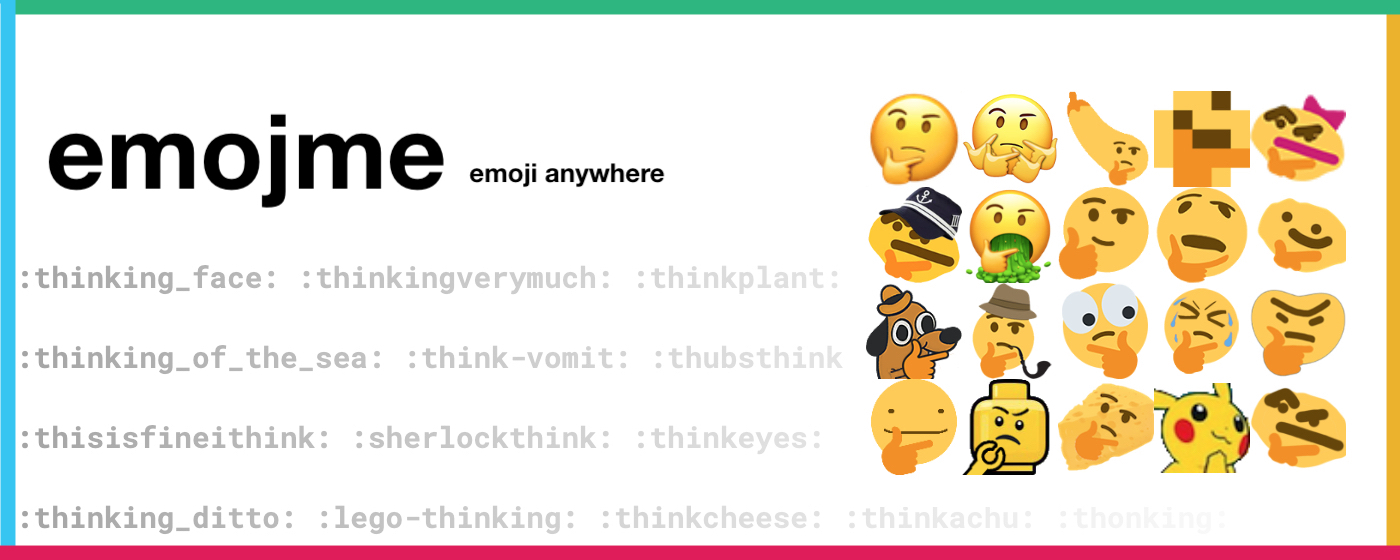 emojme emoji anywhere
:thinking_face: :thinkingverymuch: :thinkplant:
:thinking_of_the_sea: :think-vomit: :thubsthink
:thisisfineithink: :sherlockthink: :thinkeyes:
:thinking_ditto: :lego-thinking: :thinkcheese: :thinkachu: :thonking: